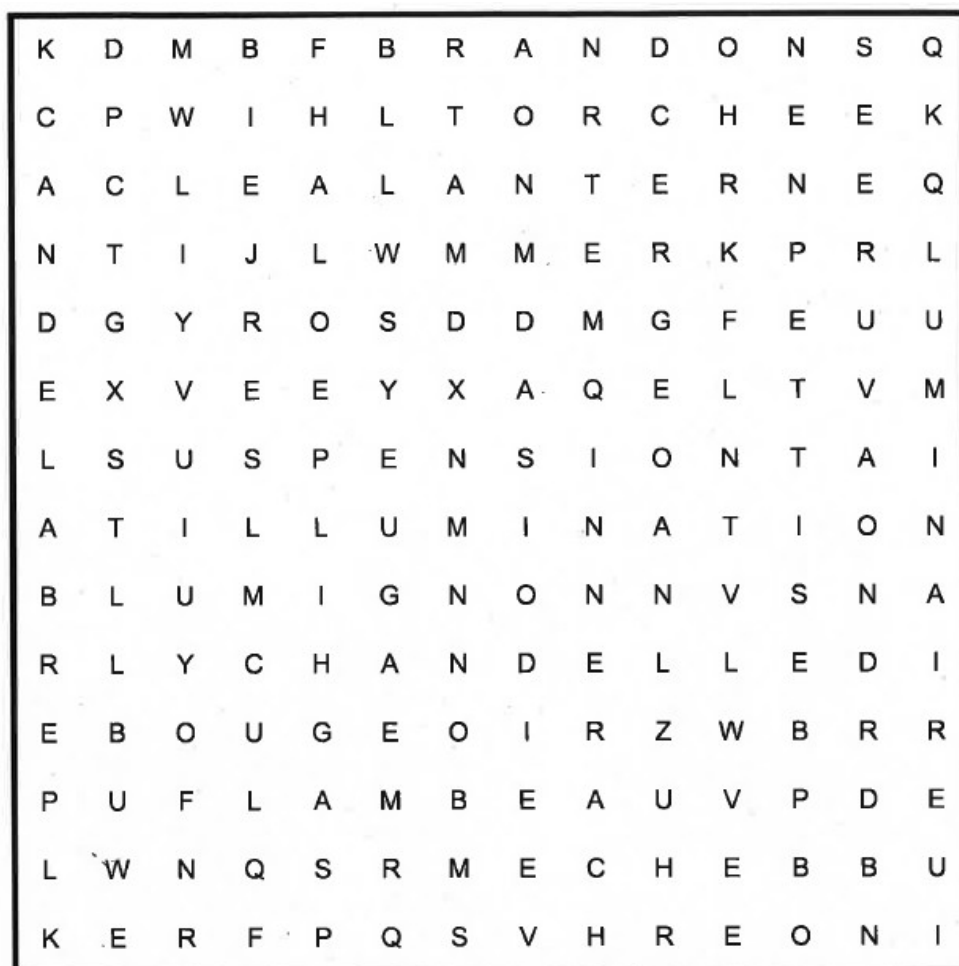 K D M B F B R A N D O N S Q
C P W I H L T O R C H E E K
A C L E A L A N T E R N E Q
N T I J L W M M E R K P R L
D G Y R O S D D M G F E U U
E X V E E Y X A Q E L T V M
L S U S P E N S I O N T A I
A T I L L U M I N A T I O N
B L U M I G N O N N V S N A
R L Y C H A N D E L L E D I
E B O U G E O I R Z W B R R
P U F L A M B E A U V P D E
L W N Q S R M E C H E B B U
K E R F P Q S V H R E O N I